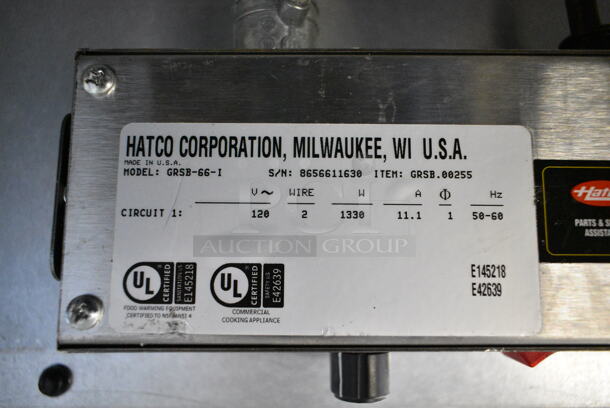 HATCO CORPORATION, MILWAUKEE, WI U.S.A.
MADE IN U.S.A.
MODEL: GRSB-66-I S/N: 8656611630 ITEM: GRSB.00255
V~ WIRE W A Φ Hz
CIRCUIT 1: 120 2 1330 11.1 1 50-60
AUCTION GROUP
UL CERTIFIED E145218
UL CERTIFIED E42639
FOOD WARMING EQUIPMENT
CERTIFIED TO NSF/ANSI 4
COMMERCIAL
COOKING APPLIANCE
E145218
E42639
Hat
PARTS & S
ASSISTA